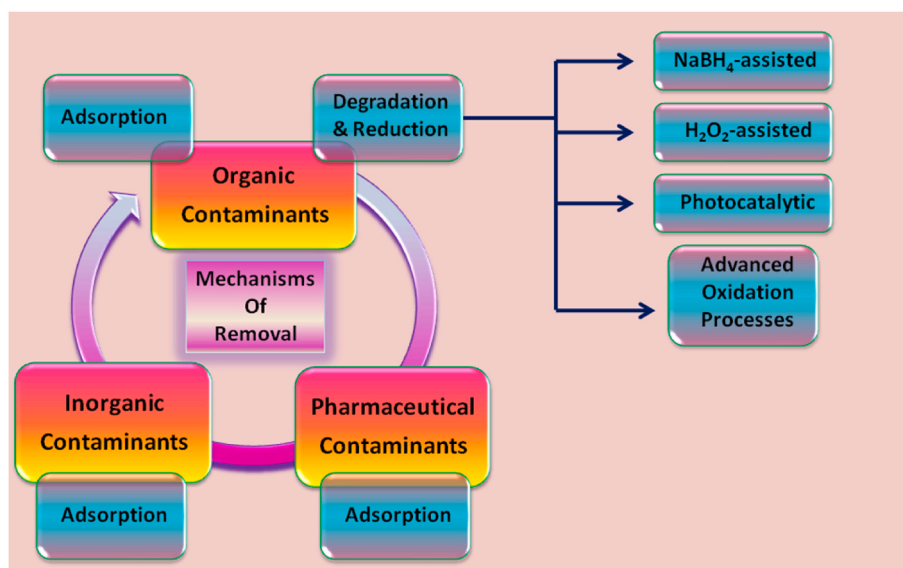 Adsorption
Degradation
& Reduction
Organic
Contaminants
Mechanisms
Of
Removal
Inorganic
Contaminants
Adsorption
Pharmaceutical
Contaminants
Adsorption
NaBH₄-assisted
H₂O₂-assisted
Photocatalytic
Advanced
Oxidation
Processes